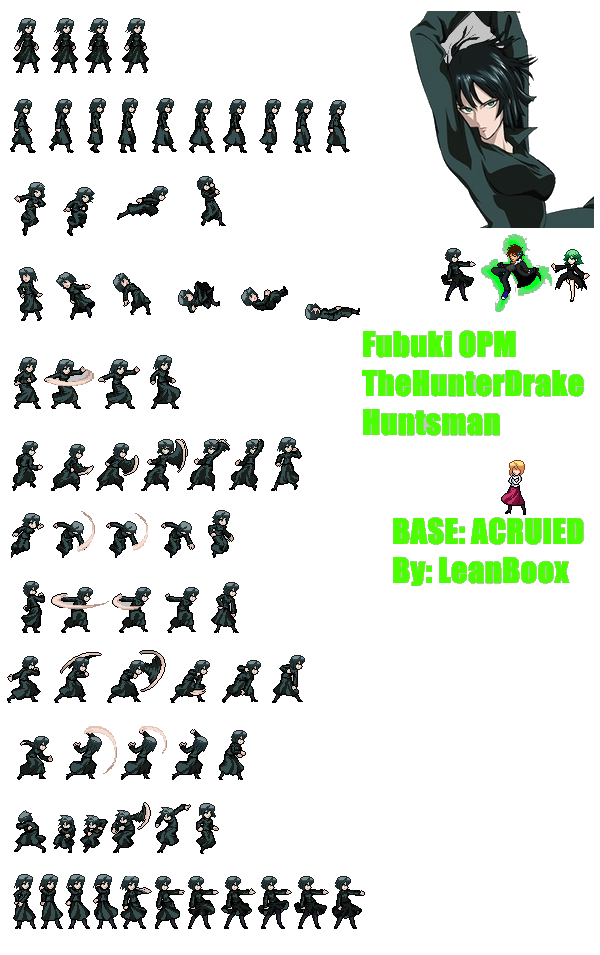 Fubuki OPM
TheHunterDrake
Huntsman
BASE: ACRUIED
By: LeanBoox